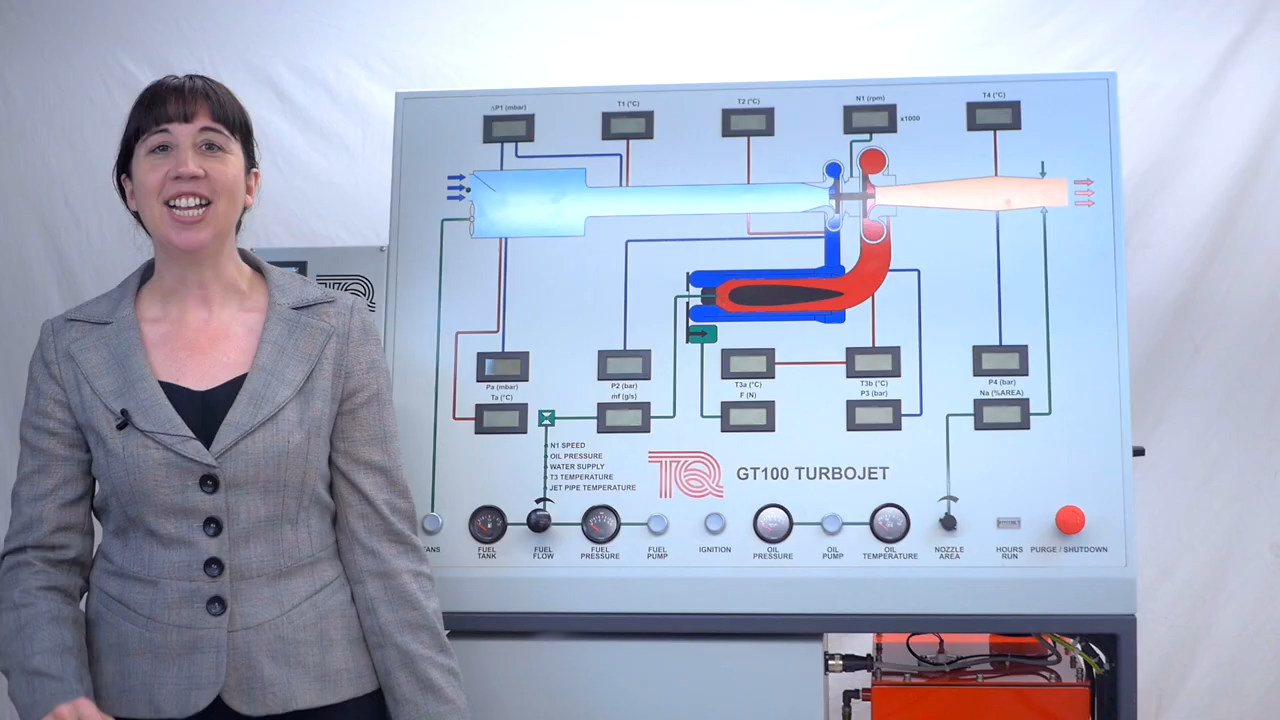 ΔP1 (mbar)
T1 (°C)
T2 (°C)
N1 (rpm)
x1000
T4 (°C)
Pa (mbar)
Ta (°C)
P2 (bar)
ṁf (g/s)
T3a (°C)
F (N)
T3b (°C)
P3 (bar)
P4 (bar)
Na (%AREA)
N1 SPEED
OIL PRESSURE
WATER SUPPLY
T3 TEMPERATURE
JET PIPE TEMPERATURE
TQ
GT100 TURBOJET
FANS
FUEL
TANK
FUEL
FLOW
FUEL
PRESSURE
FUEL
PUMP
IGNITION
OIL
PRESSURE
OIL
PUMP
OIL
TEMPERATURE
NOZZLE
AREA
HOURS
RUN
PURGE / SHUTDOWN